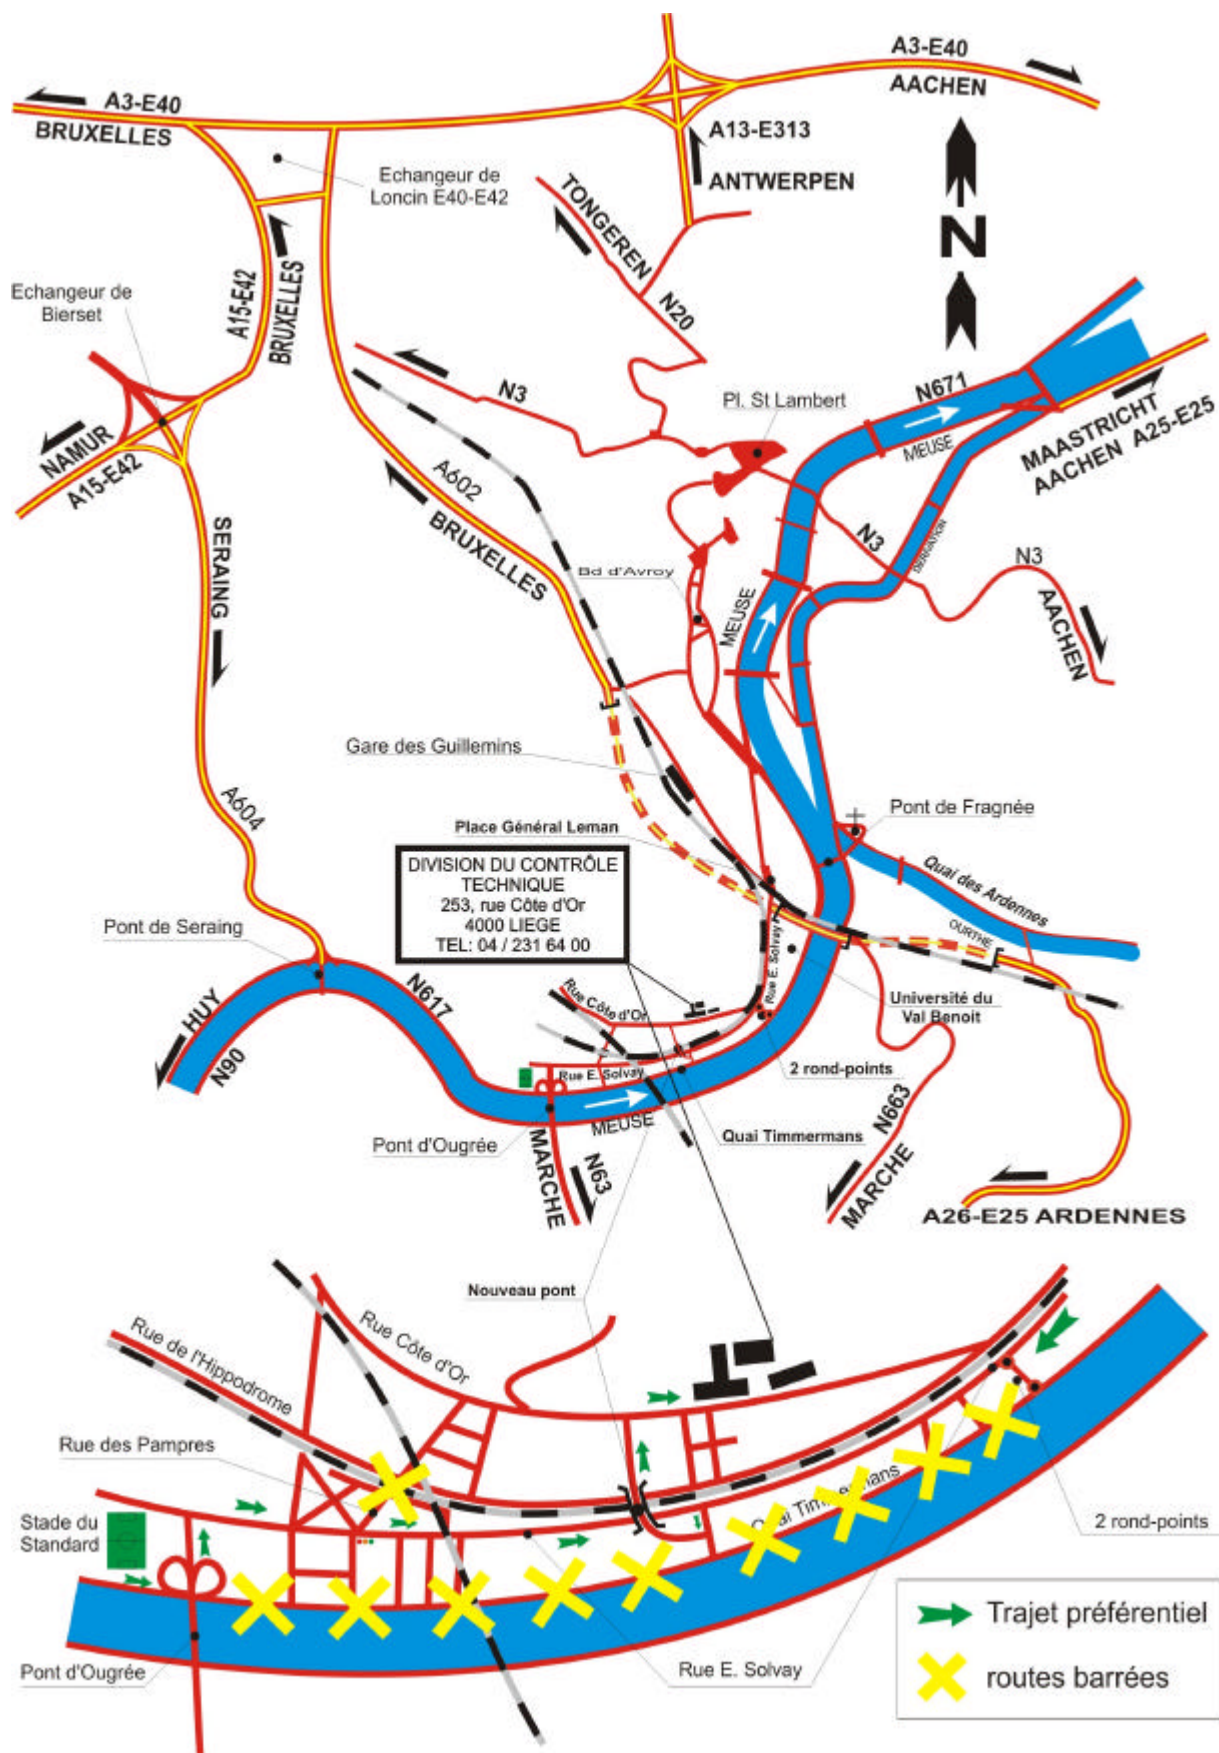 A3-E40
AACHEN
A3-E40
BRUXELLES
A13-E313
ANTWERPEN
Echangeur de
Loncin E40-E42
TONGEREN
N20
N
A15-E42
BRUXELLES
Echangeur de
Bierset
NAMUR
A15-E42
N3
Pl. St Lambert
N671
MEUSE
MAASTRICHT
AACHEN A25-E25
A602
BRUXELLES
SERAING
N3
DERIVATION
N3
AACHEN
Bd d'Avroy
MEUSE
Gare des Guillemins
A604
Pont de Fragnée
Place Général Leman
Quai des Ardennes
OURTHE
DIVISION DU CONTRÔLE
TECHNIQUE
253, rue Côte d'Or
4000 LIEGE
TEL: 04 / 231 64 00
Pont de Seraing
Rue E. Solvay
HUY
N90
N617
Rue Côte d'Or
Université du
Val Benoit
Rue E. Solvay
2 rond-points
MEUSE
Pont d'Ougrée
Quai Timmermans
MARCHE
N63
N663
MARCHE
A26-E25 ARDENNES
Nouveau pont
Rue de l'Hippodrome
Rue Côte d'Or
Rue des Pampres
Quai Timmermans
Stade du
Standard
2 rond-points
Pont d'Ougrée
Rue E. Solvay
Trajet préférentiel
routes barrées